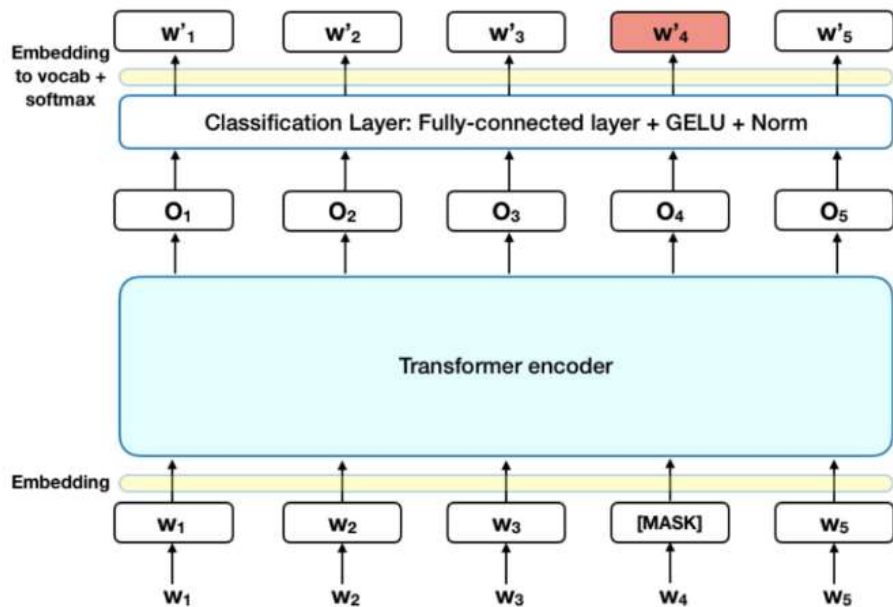 w'1 w'2 w'3 w'4 w'5
Embedding
to vocab +
softmax
Classification Layer: Fully-connected layer + GELU + Norm
O1 O2 O3 O4 O5
Transformer encoder
Embedding
W1 W2 W3 [MASK] W5
W1 W2 W3 W4 W5